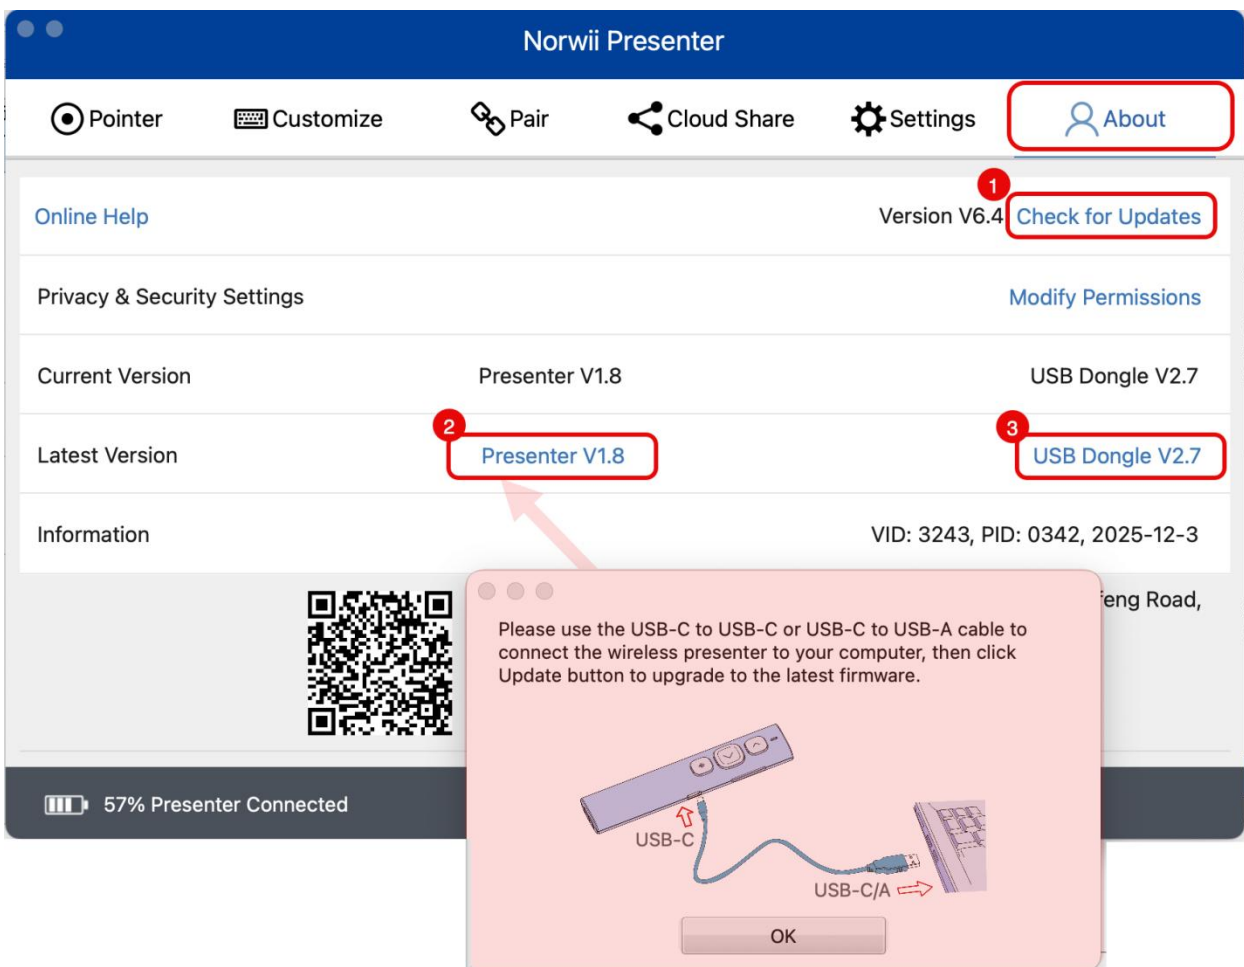 Norwii Presenter
Pointer Customize Pair Cloud Share Settings About
1
Online Help Version V6.4 Check for Updates
Privacy & Security Settings Modify Permissions
Current Version Presenter V1.8 USB Dongle V2.7
2 3
Latest Version Presenter V1.8 USB Dongle V2.7
Information VID: 3243, PID: 0342, 2025-12-3
Road,
Please use the USB-C to USB-C or USB-C to USB-A cable to
connect the wireless presenter to your computer, then click
Update button to upgrade to the latest firmware.
57% Presenter Connected
USB-C
USB-C/A
OK